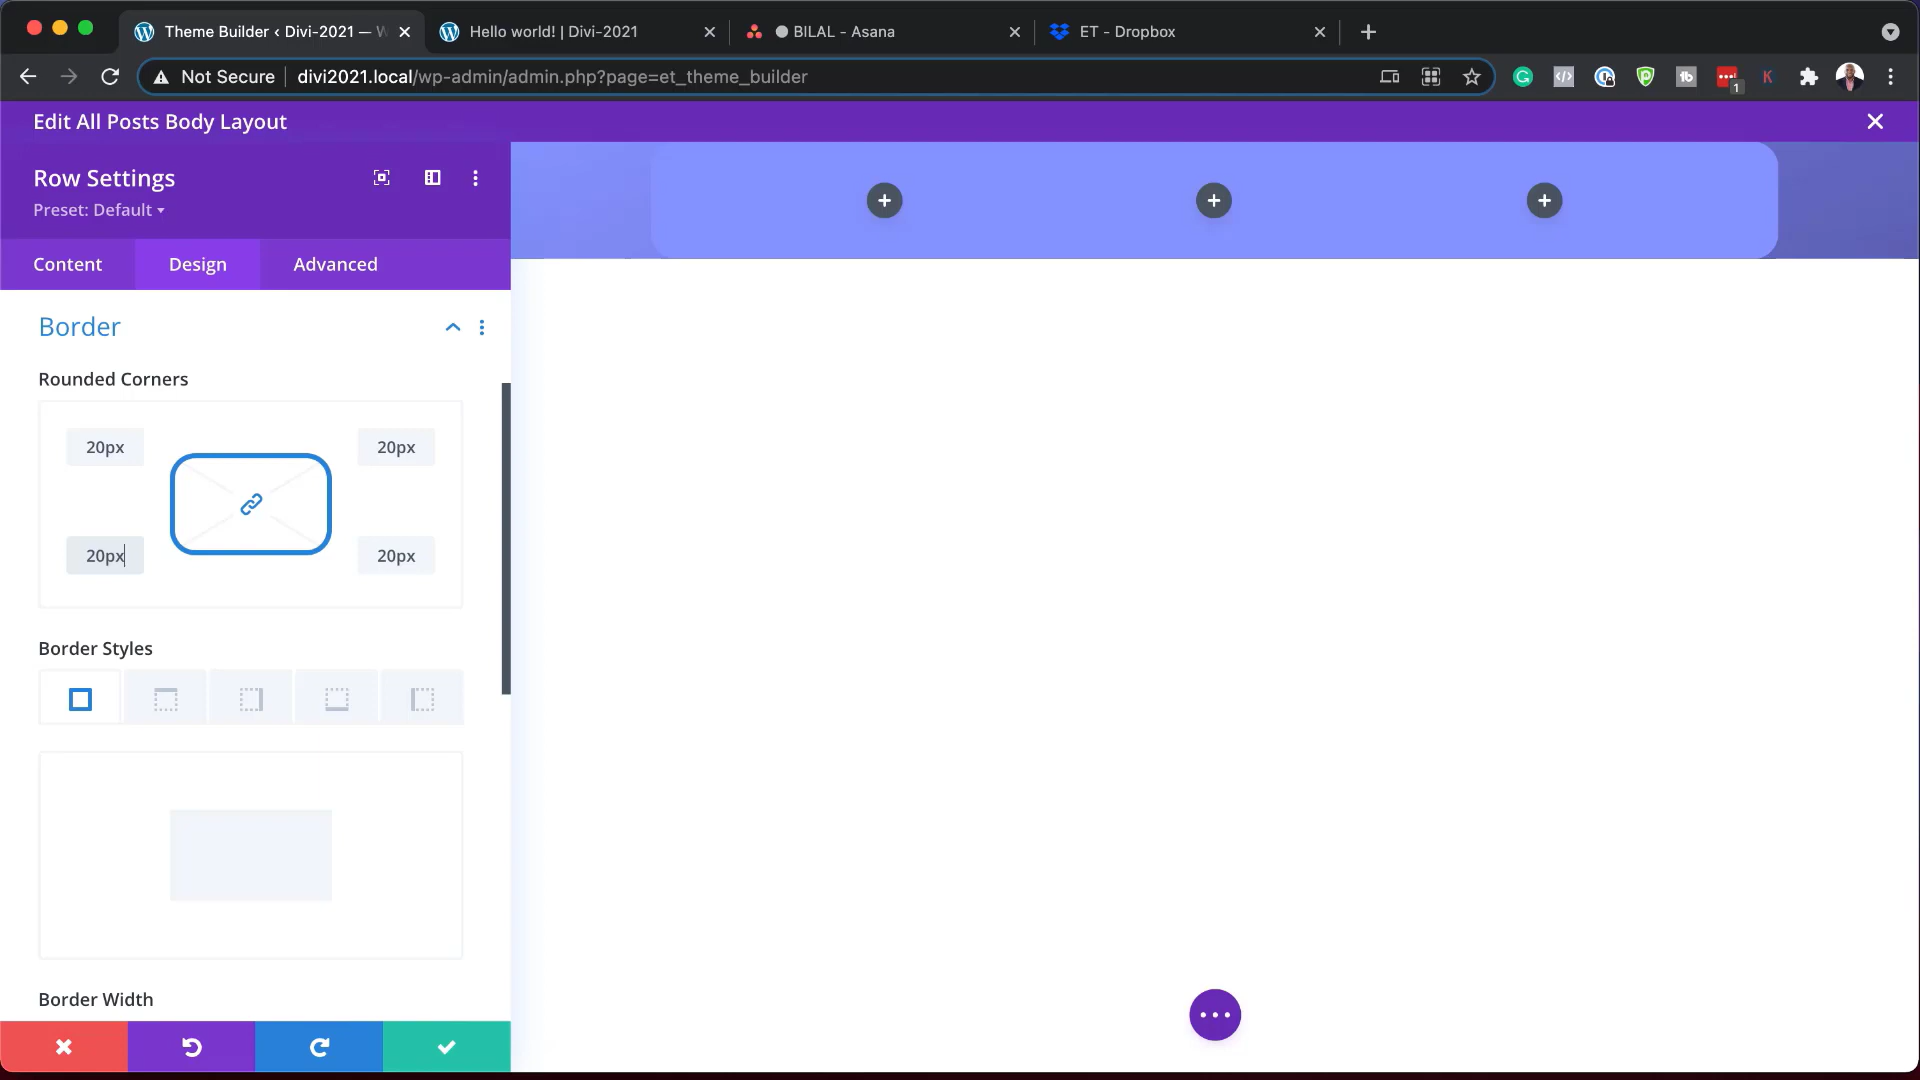 Theme Builder ‹ Divi-2021 — W
Hello world! | Divi-2021
BILAL - Asana
ET - Dropbox
Not Secure
divi2021.local/wp-admin/admin.php?page=et_theme_builder
1
Edit All Posts Body Layout
Row Settings
Preset: Default
Content
Design
Advanced
Border
Rounded Corners
20px
20px
20px
20px
Border Styles
Border Width